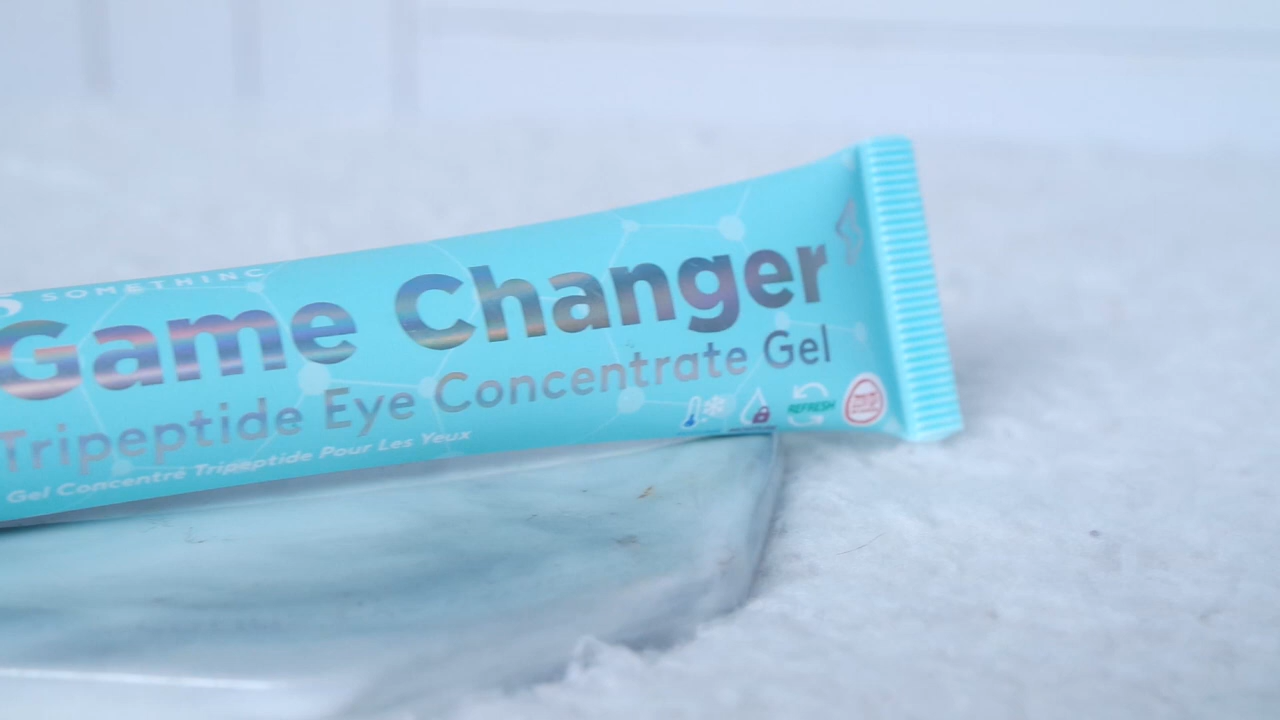 SOMETHINC
Game Changer
Tripeptide Eye Concentrate Gel
Gel Concentré Tripeptide Pour Les Yeux
REFRESH